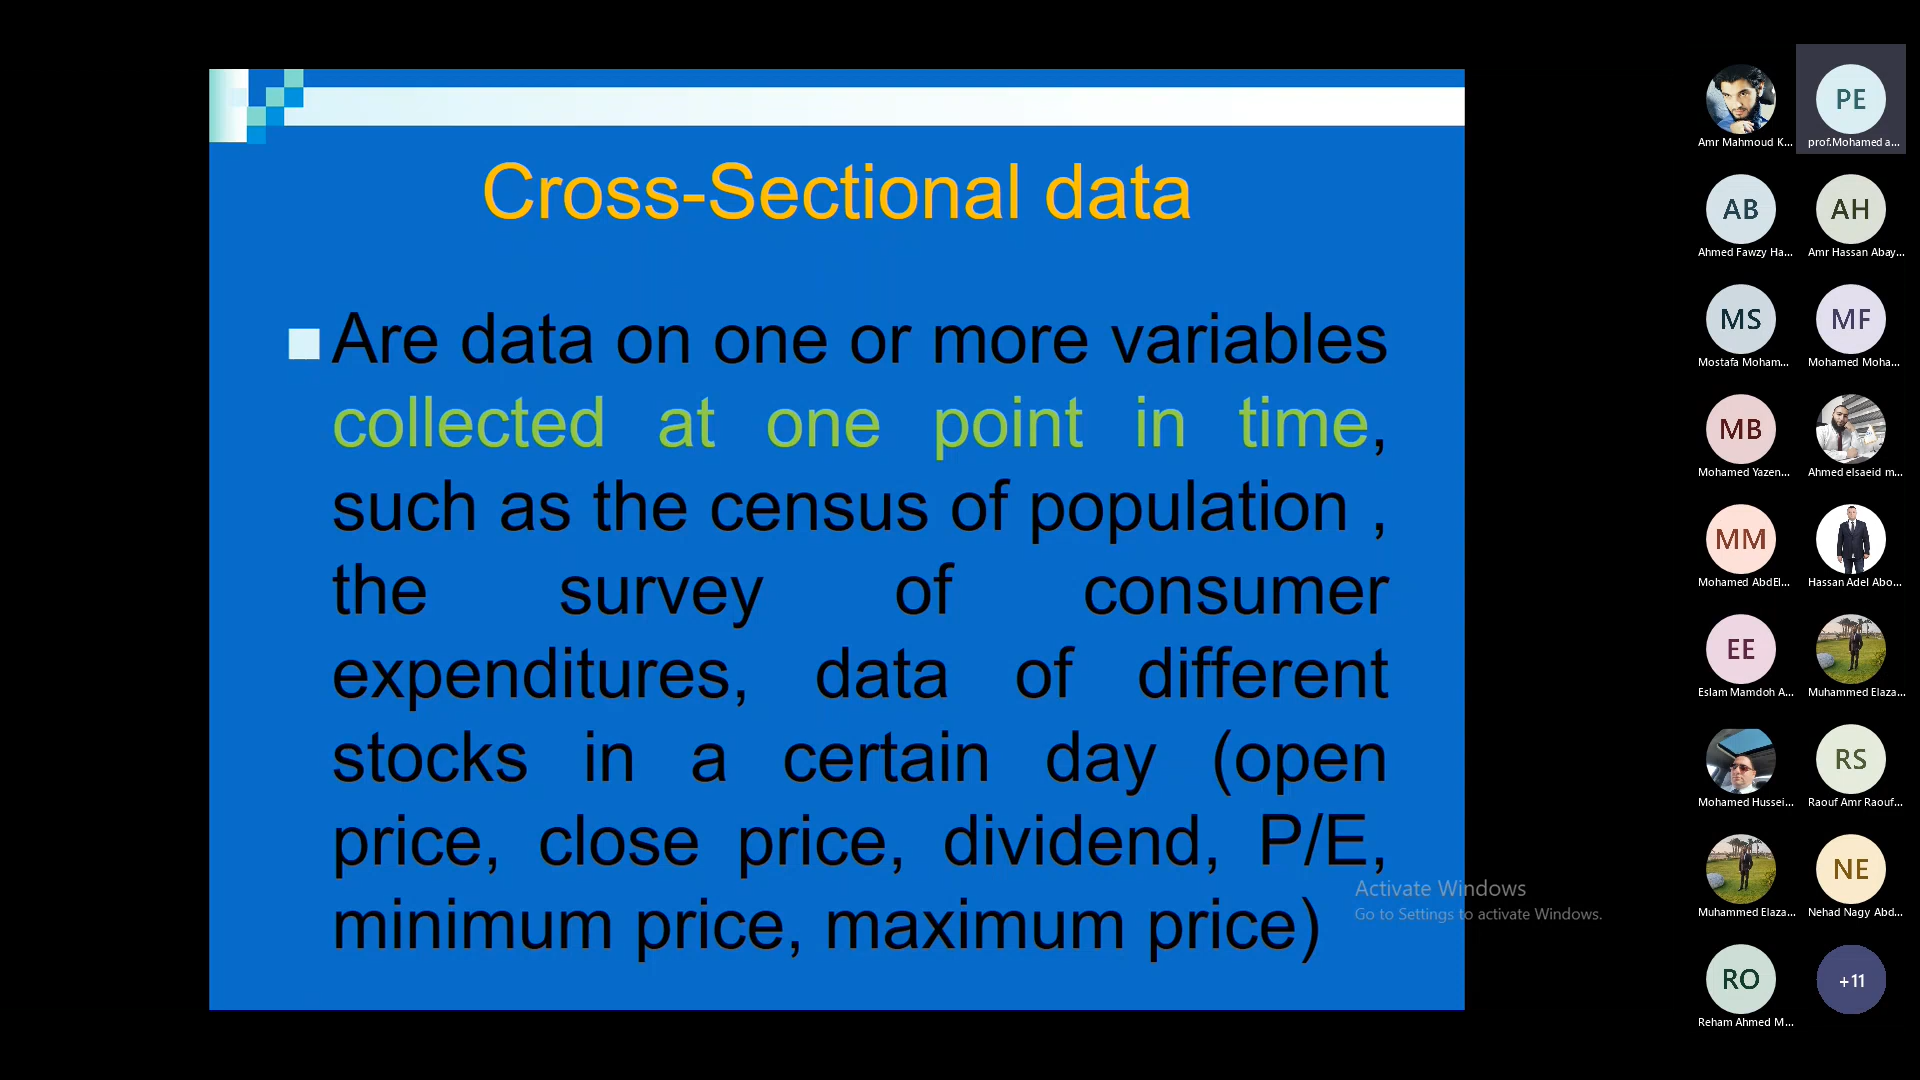 Cross-Sectional data
Are data on one or more variables
collected at one point in time,
such as the census of population ,
the survey of consumer
expenditures, data of different
stocks in a certain day (open
price, close price, dividend, P/E,
minimum price, maximum price)
Activate Windows
Go to Settings to activate Windows.
PE
Amr Mahmoud K...
prof.Mohamed a...
AB
AH
Ahmed Fawzy Ha...
Amr Hassan Abay...
MS
MF
Mostafa Moham...
Mohamed Moha...
MB
Mohamed Yazen...
Ahmed elsaeid m...
MM
Mohamed AbdEl...
Hassan Adel Abo...
EE
Eslam Mamdoh A...
Muhammed Elaza...
RS
Mohamed Hussei...
Raouf Amr Raouf...
NE
Muhammed Elaza...
Nehad Nagy Abd...
RO
+11
Reham Ahmed M...